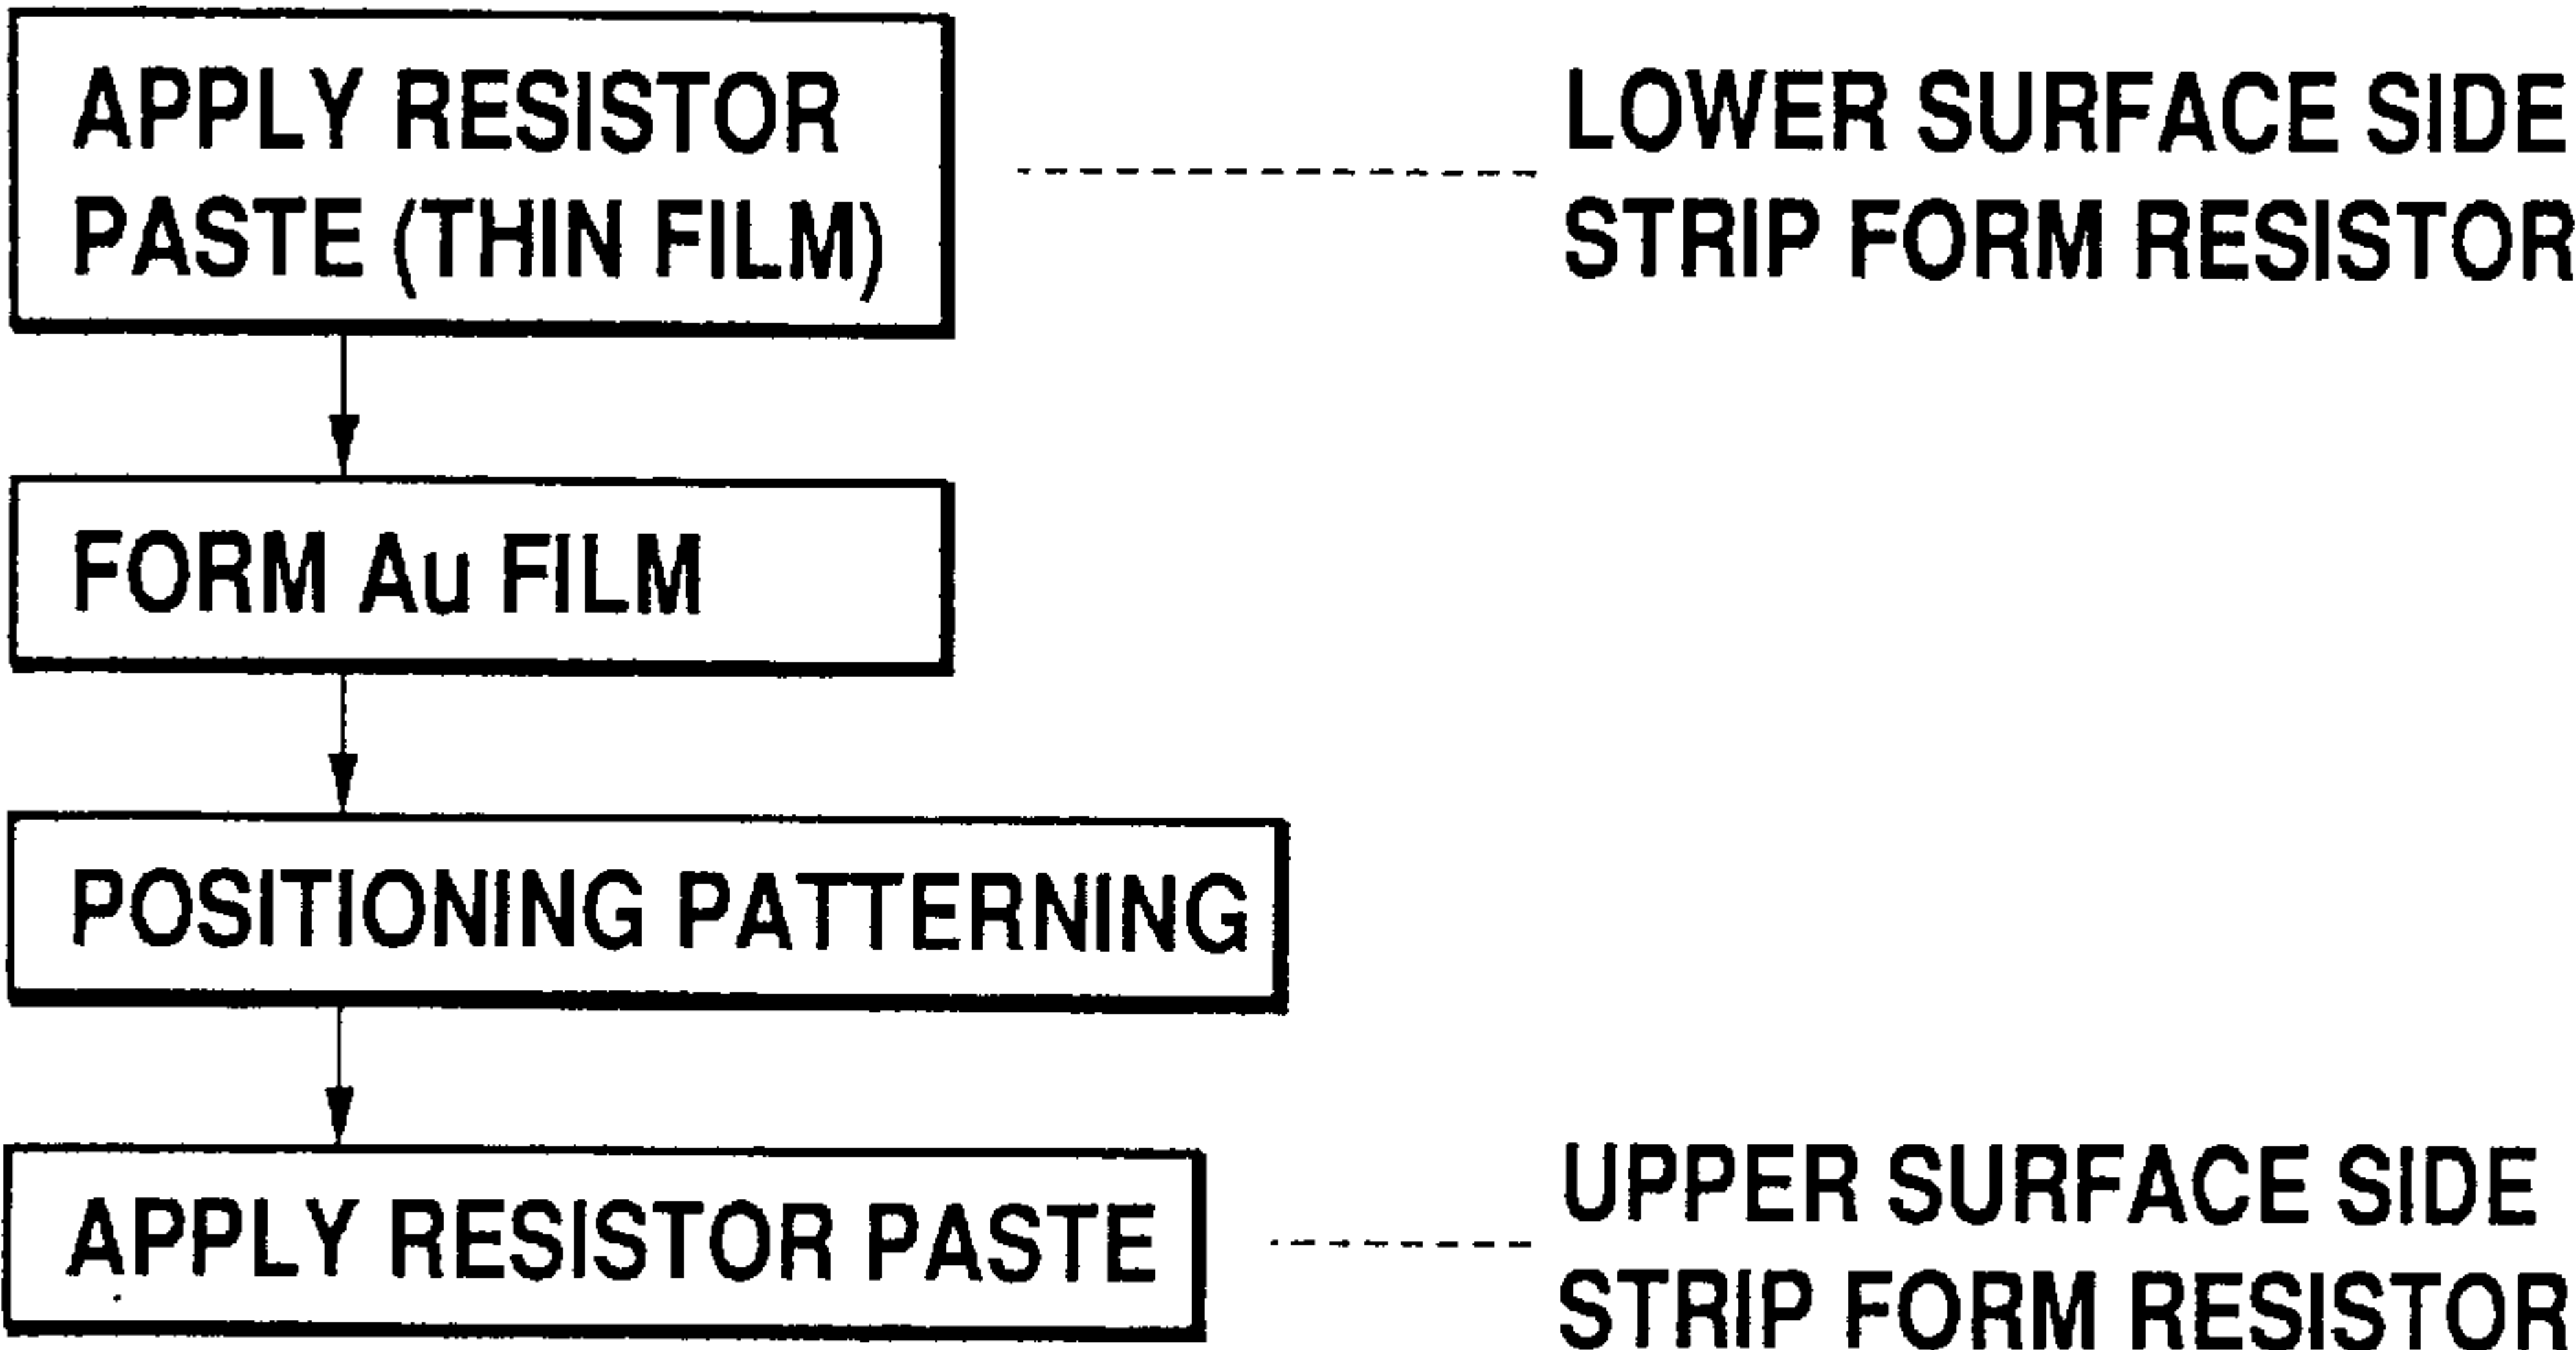 APPLY RESISTOR
PASTE (THIN FILM)
LOWER SURFACE SIDE
STRIP FORM RESISTOR
FORM Au FILM
POSITIONING PATTERNING
APPLY RESISTOR PASTE
UPPER SURFACE SIDE
STRIP FORM RESISTOR